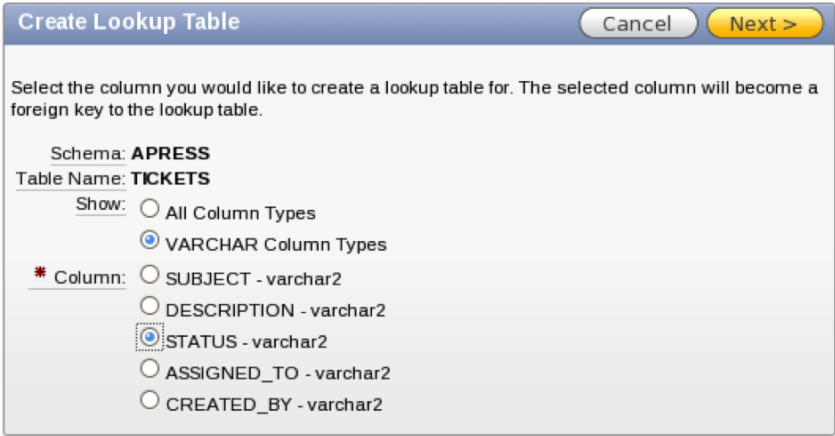 Create Lookup Table
Cancel
Next >
Select the column you would like to create a lookup table for. The selected column will become a
foreign key to the lookup table.
Schema: APRESS
Table Name: TICKETS
Show: All Column Types
VARCHAR Column Types
* Column: SUBJECT - varchar2
DESCRIPTION - varchar2
STATUS - varchar2
ASSIGNED_TO - varchar2
CREATED_BY - varchar2